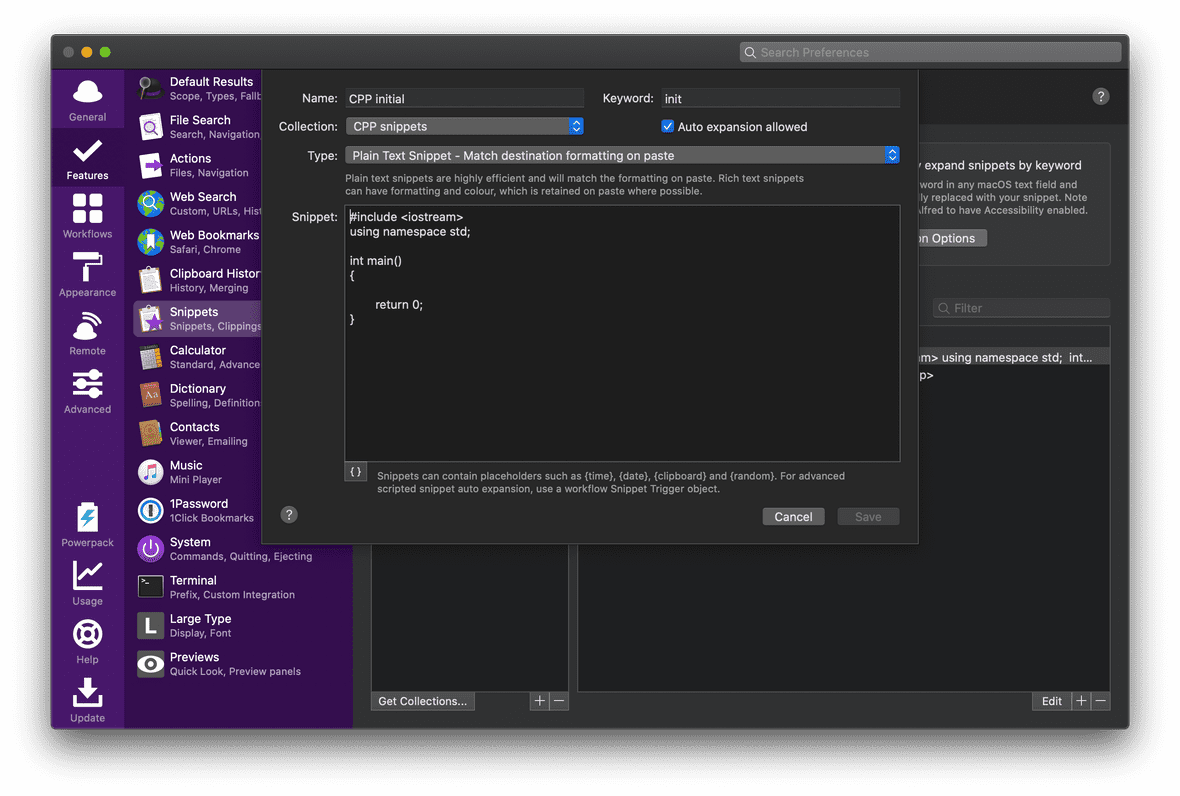 Search Preferences
General
Features
Workflows
Appearance
Remote
Advanced
Powerpack
Usage
Help
Update
Default Results
Scope, Types, Fallb
File Search
Search, Navigation
Actions
Files, Navigation
Web Search
Custom, URLs, Hist
Web Bookmarks
Safari, Chrome
Clipboard Histor
History, Merging
Snippets
Snippets, Clippings
Calculator
Standard, Advance
Dictionary
Spelling, Definition
Contacts
Viewer, Emailing
Music
Mini Player
1Password
1Click Bookmarks
System
Commands, Quitting, Ejecting
Terminal
Prefix, Custom Integration
L
Large Type
Display, Font
Previews
Quick Look, Preview panels
Name: CPP initial
Keyword: init
Collection: CPP snippets
Auto expansion allowed
Type: Plain Text Snippet - Match destination formatting on paste
Plain text snippets are highly efficient and will match the formatting on paste. Rich text snippets
can have formatting and colour, which is retained on paste where possible.
Snippet: #include <iostream>
using namespace std;
int main()
{
return 0;
}
{} Snippets can contain placeholders such as {time}, {date}, {clipboard} and {random}. For advanced
scripted snippet auto expansion, use a workflow Snippet Trigger object.
?
Cancel
Save
?
y expand snippets by keyword
word in any macOS text field and
ly replaced with your snippet. Note
lfred to have Accessibility enabled.
on Options
Filter
am> using namespace std; int...
p>
Get Collections...
+ −
Edit + −